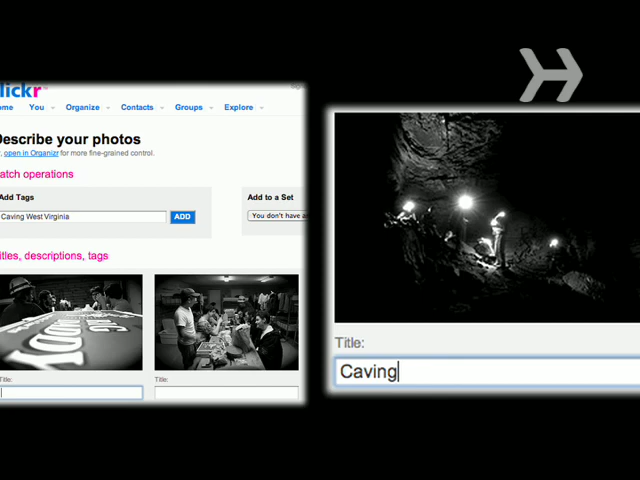 lickr
ome You Organize Contacts Groups Explore
Describe your photos
, open in Organizr for more fine-grained control.
atch operations
Add Tags
Add to a Set
Caving West Virginia
ADD
You don't have a
itles, descriptions, tags
Title:
Title:
Title:
Caving